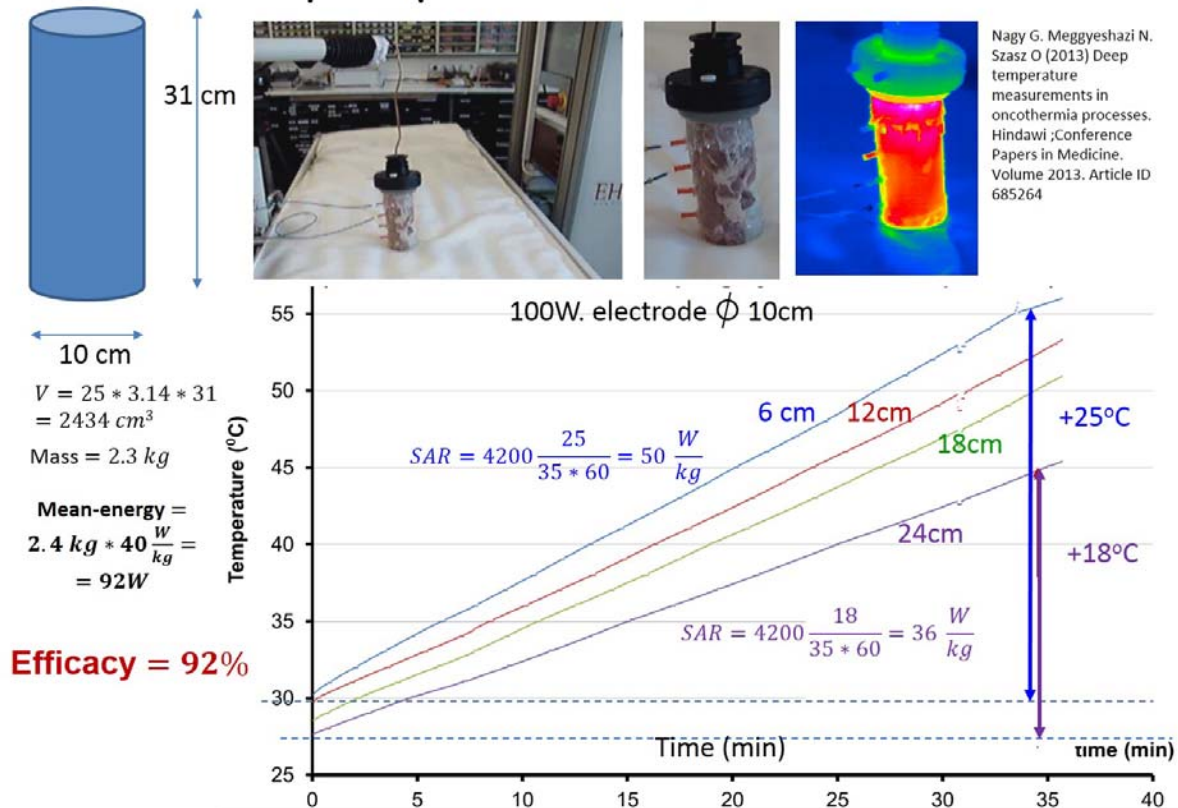 31 cm
10 cm
V = 25 * 3.14 * 31
= 2434 cm³
Mass = 2.3 kg
Mean-energy =
2.4 kg * 40 W/kg =
= 92W
Efficacy = 92%
EH
Nagy G. Meggyeshazi N.
Szasz O (2013) Deep
temperature
measurements in
oncothermia processes.
Hindawi ;Conference
Papers in Medicine.
Volume 2013. Article ID
685264
100W. electrode ϕ 10cm
Temperature (⁰C)
55
50
45
40
35
30
25
6 cm
12cm
18cm
24cm
+25°C
+18°C
SAR = 4200 25/(35 * 60) = 50 W/kg
SAR = 4200 18/(35 * 60) = 36 W/kg
Time (min)
time (min)
0
5
10
15
20
25
30
35
40